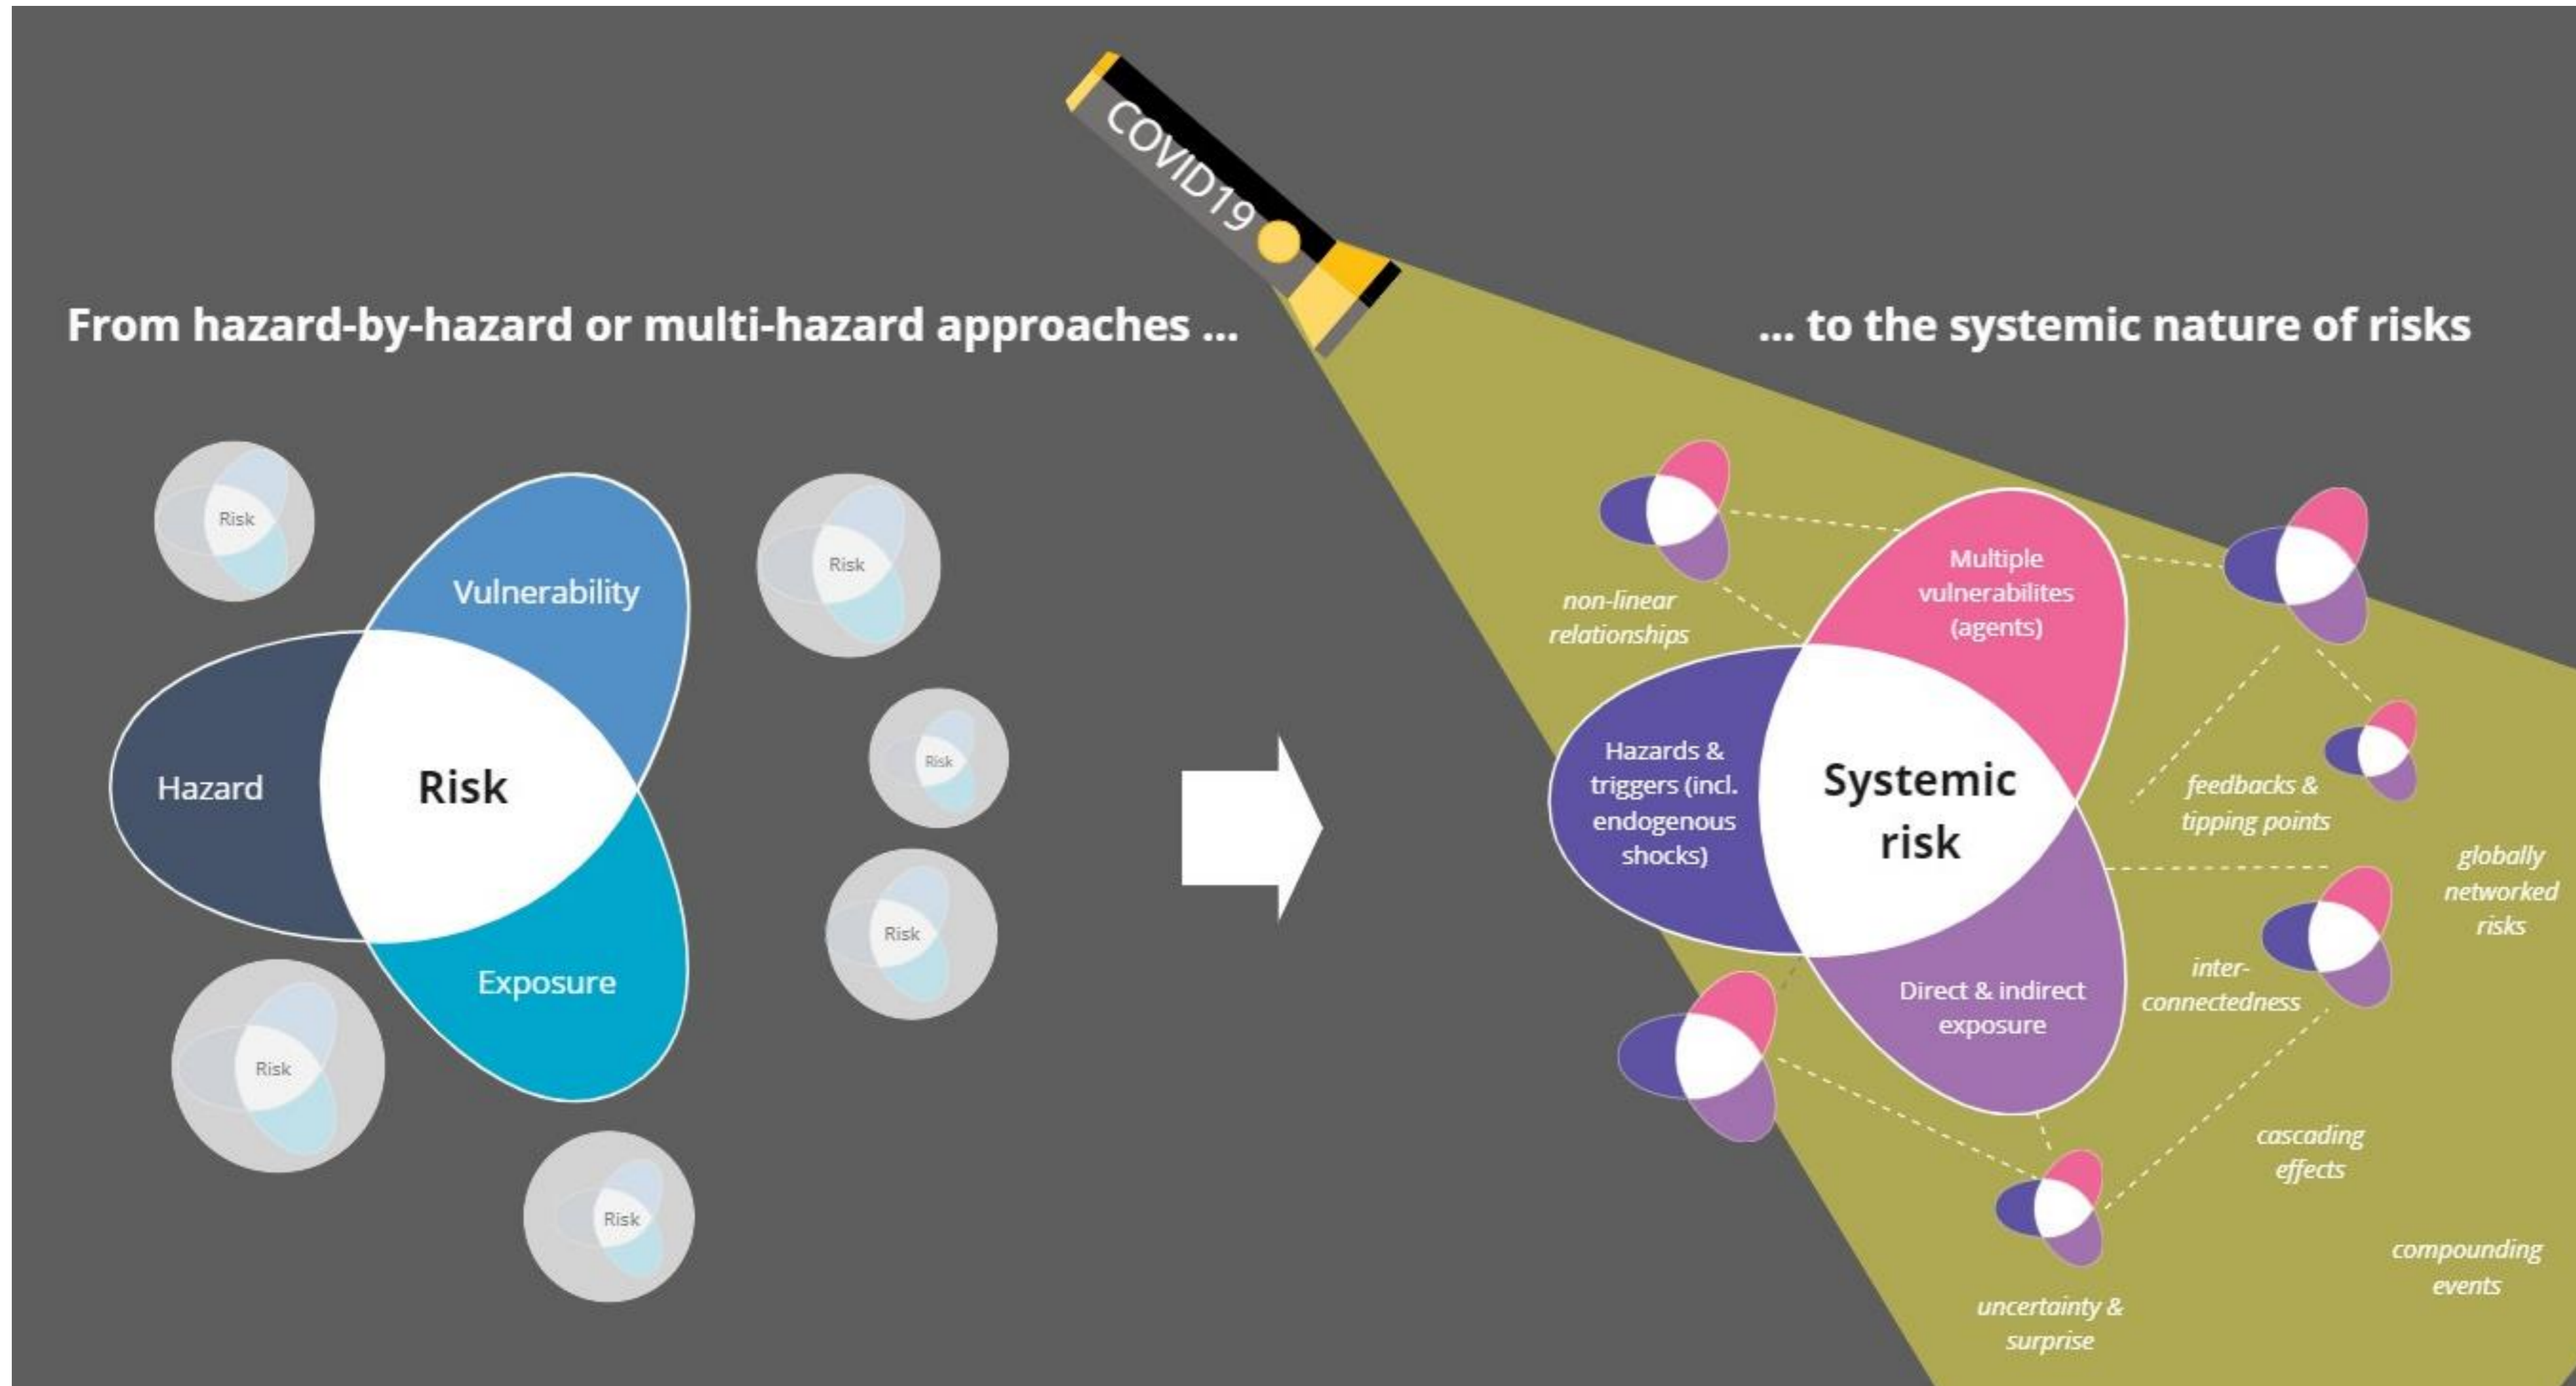 COVID19
From hazard-by-hazard or multi-hazard approaches ...
... to the systemic nature of risks
Risk
Risk
Vulnerability
Hazard
Risk
Risk
Risk
Exposure
Risk
Risk
non-linear
relationships
Multiple
vulnerabilites
(agents)
Hazards &
triggers (incl.
endogenous
shocks)
Systemic
risk
feedbacks &
tipping points
globally
networked
risks
inter-
connectedness
Direct & indirect
exposure
cascading
effects
compounding
events
uncertainty &
surprise